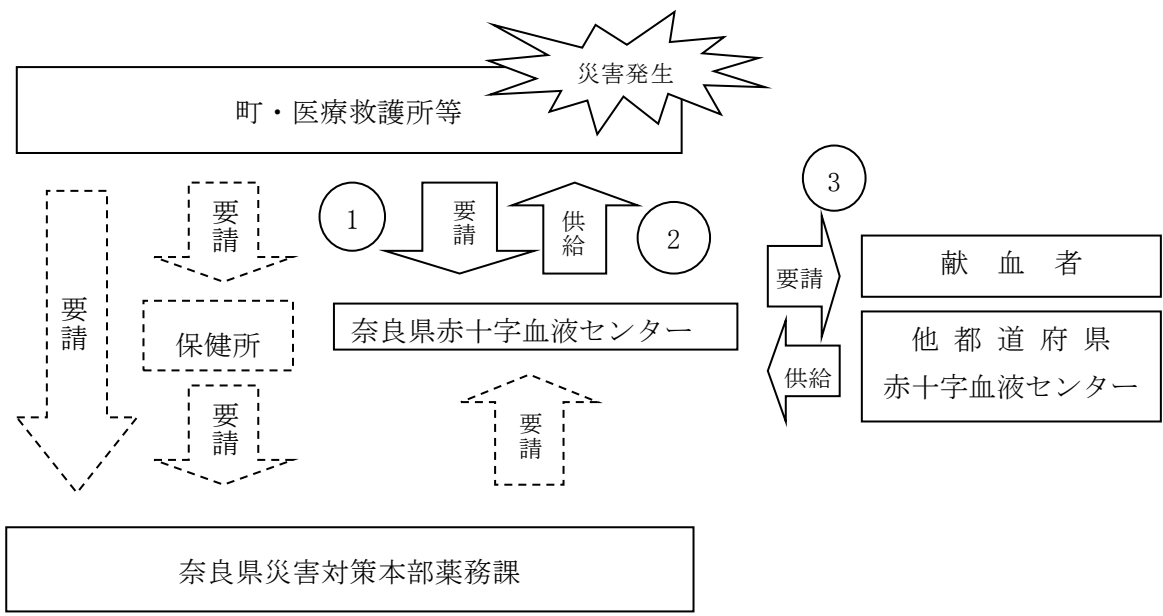 災害発生
町・医療救護所等
要請
要請
1
要請
供給
2
3
要請
供給
献血者
他都道府県
赤十字血液センター
保健所
奈良県赤十字血液センター
要請
要請
奈良県災害対策本部薬務課